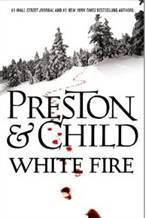 #1 WALL STREET JOURNAL AND #1 NEW YORK TIMES BESTSELLING AUTHORS
PRESTON
& CHILD
WHITE FIRE